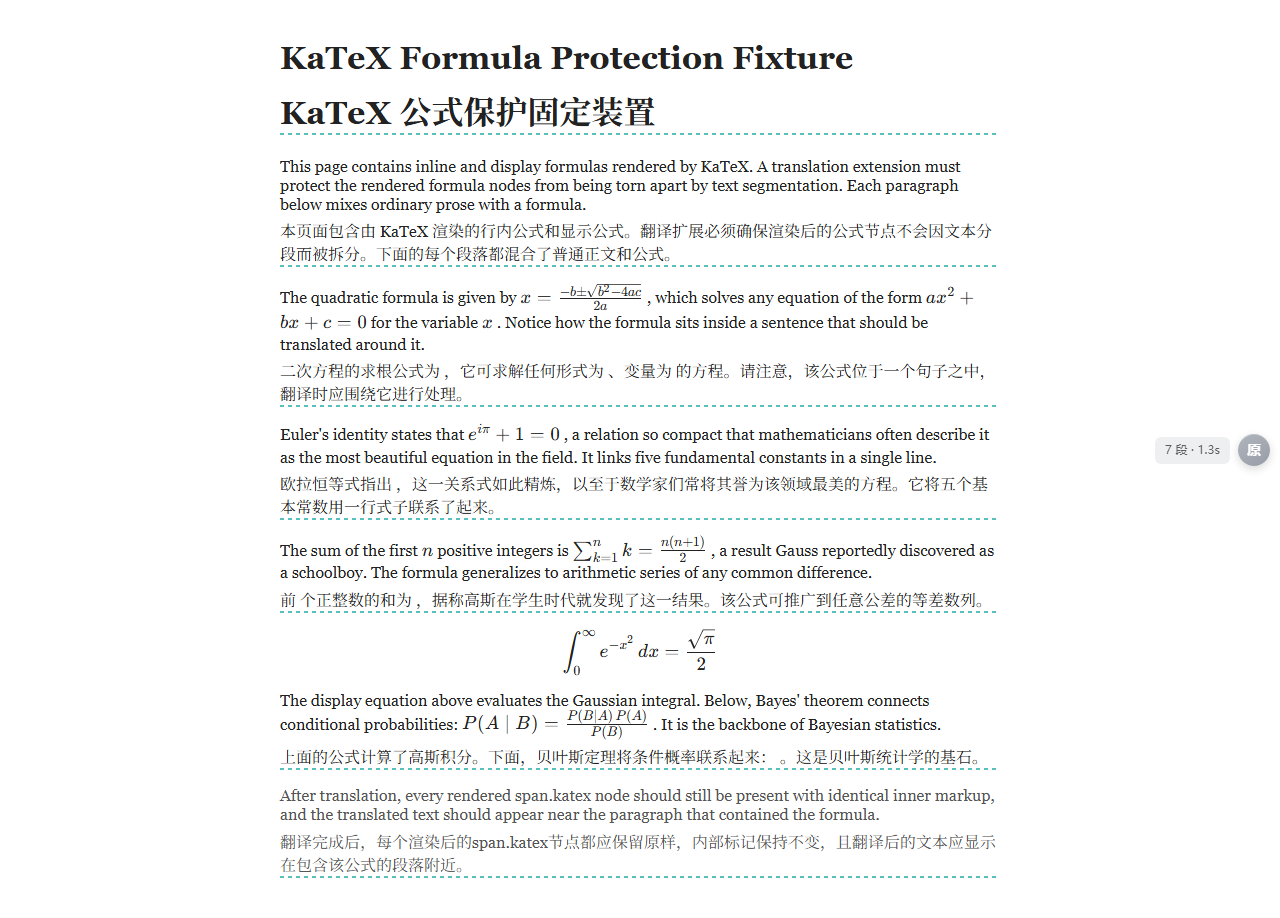 KaTeX Formula Protection Fixture
KaTeX 公式保护固定装置
This page contains inline and display formulas rendered by KaTeX. A translation extension must
protect the rendered formula nodes from being torn apart by text segmentation. Each paragraph
below mixes ordinary prose with a formula.
本页面包含由 KaTeX 渲染的行内公式和显示公式。翻译扩展必须确保渲染后的公式节点不会因文本分
段而被拆分。下面的每个段落都混合了普通正文和公式。
The quadratic formula is given by x = \frac{-b±\sqrt{b^2-4ac}}{2a} , which solves any equation of the form ax^2 +
bx + c = 0 for the variable x . Notice how the formula sits inside a sentence that should be
translated around it.
二次方程的求根公式为 ，它可求解任何形式为 、变量为 的方程。请注意，该公式位于一个句子之中，
翻译时应围绕它进行处理。
Euler's identity states that e^{iπ} + 1 = 0 , a relation so compact that mathematicians often describe it
as the most beautiful equation in the field. It links five fundamental constants in a single line.
欧拉恒等式指出 ，这一关系式如此精炼，以至于数学家们常将其誉为该领域最美的方程。它将五个基
本常数用一行式子联系了起来。
The sum of the first n positive integers is \sum_{k=1}^{n} k = \frac{n(n+1)}{2} , a result Gauss reportedly discovered as
a schoolboy. The formula generalizes to arithmetic series of any common difference.
前 个正整数的和为 ，据称高斯在学生时代就发现了这一结果。该公式可推广到任意公差的等差数列。
\int_0^∞ e^{-x^2} dx = \frac{\sqrt{π}}{2}
The display equation above evaluates the Gaussian integral. Below, Bayes' theorem connects
conditional probabilities: P(A | B) = \frac{P(B|A) P(A)}{P(B)} . It is the backbone of Bayesian statistics.
上面的公式计算了高斯积分。下面，贝叶斯定理将条件概率联系起来： 。这是贝叶斯统计学的基石。
After translation, every rendered span.katex node should still be present with identical inner markup,
and the translated text should appear near the paragraph that contained the formula.
翻译完成后，每个渲染后的span.katex节点都应保留原样，内部标记保持不变，且翻译后的文本应显示
在包含该公式的段落附近。
7 段 · 1.3s
原